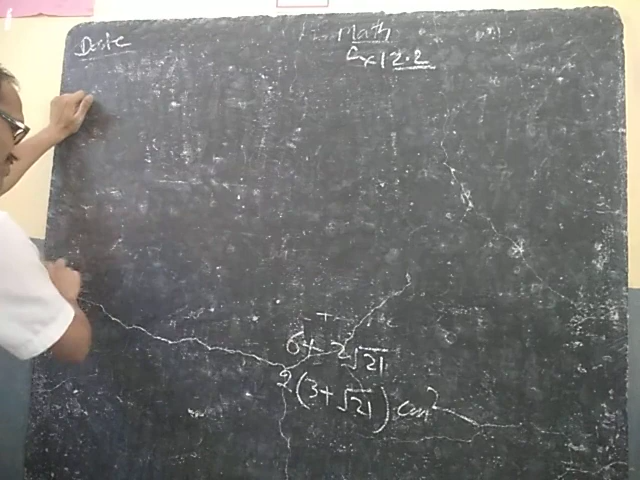 Date
Math
Ex 12.2
6 + 2√21
2(3+√21) cm²